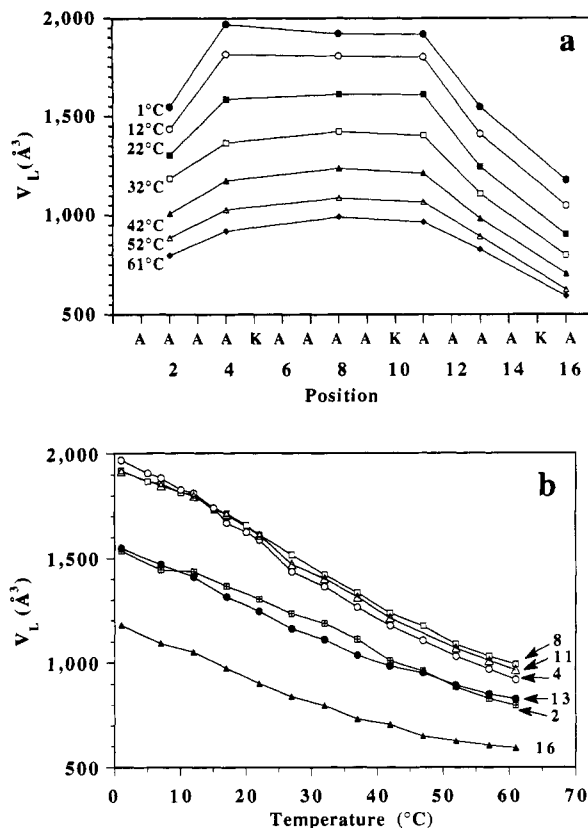 2,000
a
1,500
1°C
12°C
22°C
V_L (Å³)
32°C
1,000
42°C
52°C
61°C
500
A A A A K A A A A K A A A A K A
2 4 6 8 10 12 14 16
Position
2,000
b
1,500
V_L (Å³)
8
1,000
11
4
13
2
16
500
0 10 20 30 40 50 60 70
Temperature (°C)